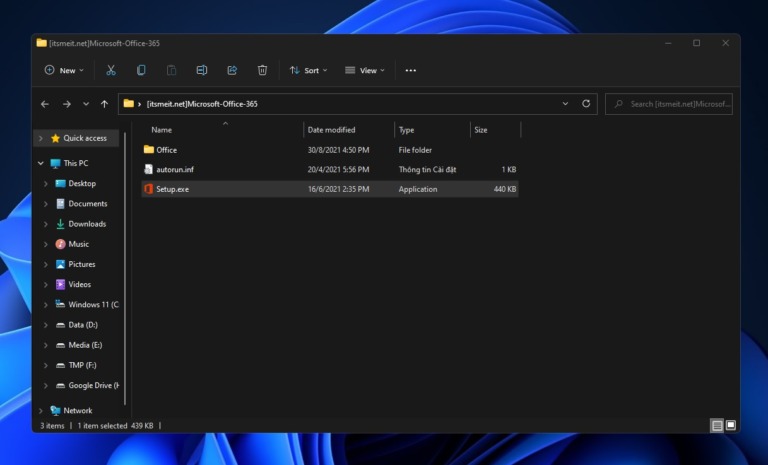 [itsmeit.net]Microsoft-Office-365
New Sort View
[itsmeit.net]Microsoft-Office-365 Search [itsmeit.net]Microsof...
Name Date modified Type Size
Quick access
This PC
Desktop
Documents
Downloads
Music
Pictures
Videos
Windows 11 (C
Data (D:)
Media (E:)
TMP (F:)
Google Drive (H
Network
Office 30/8/2021 4:50 PM File folder
autorun.inf 20/4/2021 5:56 PM Thông tin Cài đặt 1 KB
Setup.exe 16/6/2021 2:35 PM Application 440 KB
3 items | 1 item selected 439 KB |